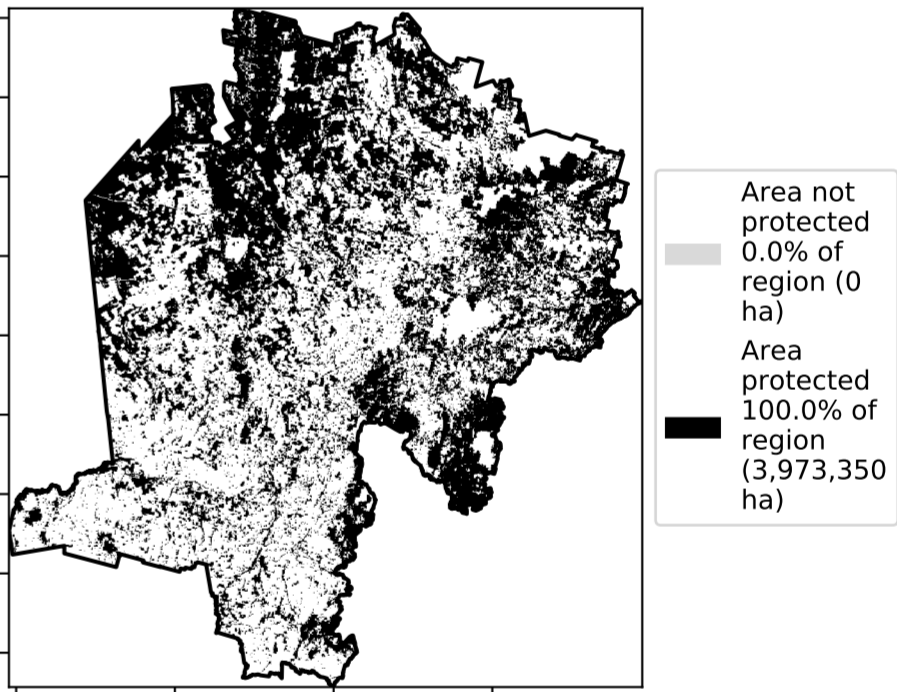 Area not
protected
0.0% of
region (0
ha)
Area
protected
100.0% of
region
(3,973,350
ha)